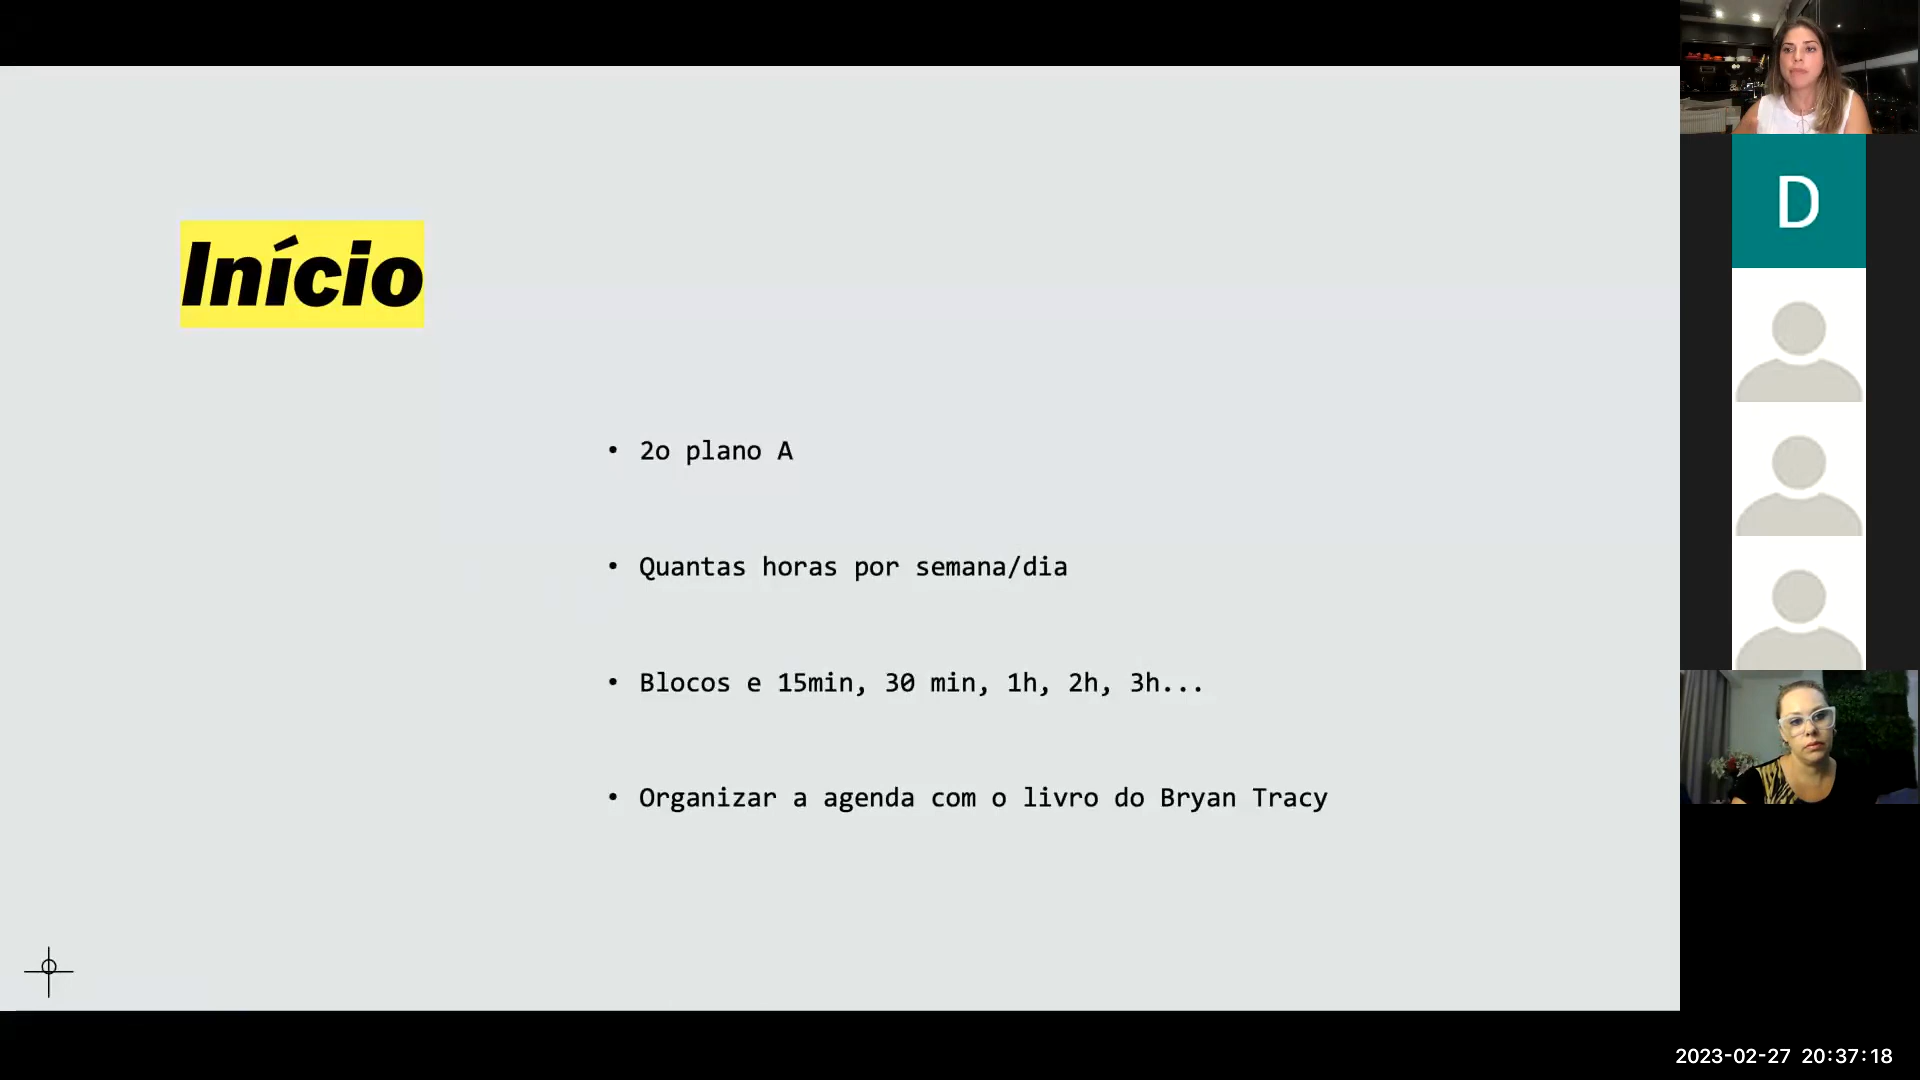 Início
• 2o plano A
• Quantas horas por semana/dia
• Blocos e 15min, 30 min, 1h, 2h, 3h...
• Organizar a agenda com o livro do Bryan Tracy
D
2023-02-27 20:37:18